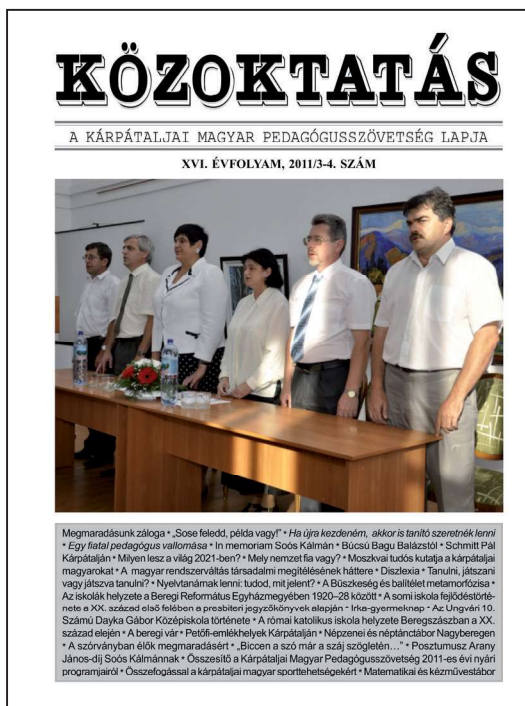 KÖZOKTATÁS
A KÁRPÁTALJAI MAGYAR PEDAGÓGUSSZÖVETSÉG LAPJA
XVI. ÉVFOLYAM, 2011/3-4. SZÁM
Megmaradásunk záloga • „Sose feledd, példa vagy!” • Ha újra kezdeném, akkor is tanító szeretnék lenni
• Egy fiatal pedagógus vallomása • In memoriam Soós Kálmán • Búcsú Bagu Balázstól • Schmitt Pál
Kárpátalján • Milyen lesz a világ 2021-ben? • Mely nemzet fia vagy? • Moszkvai tudós kutatja a kárpátaljai
magyarokat • A magyar rendszerváltás társadalmi megítélésének háttere • Diszlexia • Tanulni, játszani
vagy játszva tanulni? • Nyelvtanárnak lenni: tudod, mit jelent? • A Büszkeség és balítélet metamorfózisa •
Az iskolák helyzete a Beregi Református Egyházmegyében 1920–28 között • A somi iskola fejlődéstörté-
nete a XX. század első felében a presbiteri jegyzőkönyvek alapján • Irka-gyermeknap • Az Ungvári 10.
Számú Dayka Gábor Középiskola története • A római katolikus iskola helyzete Beregszászban a XX.
század elején • A beregi vár • Petőfi-emlékhelyek Kárpátalján • Népzenei és néptánctábor Nagyberegen
• A szórványban élők megmaradásért • „Biccen a szó már a száj szögletén…” • Posztumusz Arany
János-díj Soós Kálmánnak • Összesítő a Kárpátaljai Magyar Pedagógusszövetség 2011-es évi nyári
programjairól • Összefogással a kárpátaljai magyar sporttehetségekért • Matematikai és kézművestábor